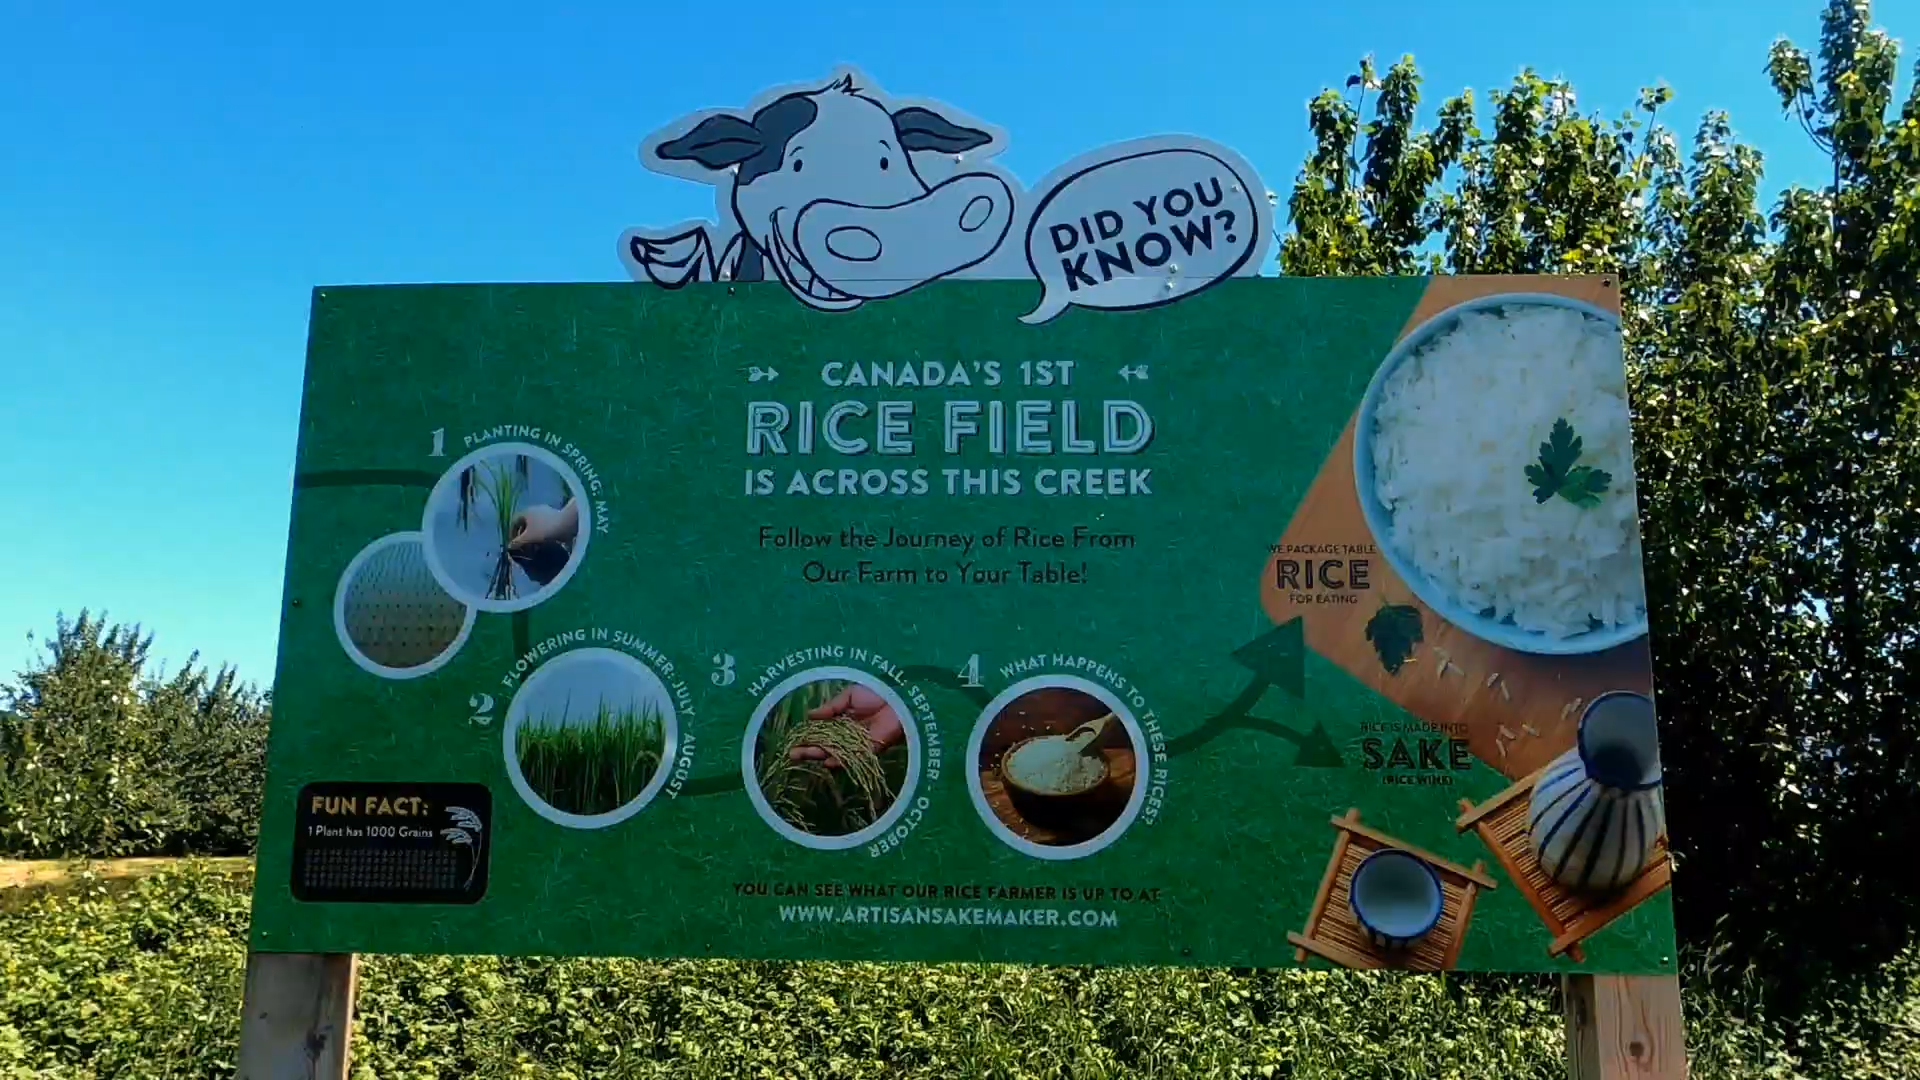 DID YOU
KNOW?
CANADA'S 1ST
RICE FIELD
IS ACROSS THIS CREEK
Follow the Journey of Rice From
Our Farm to Your Table!
1 PLANTING IN SPRING: MAY
2 FLOWERING IN SUMMER: JULY - AUGUST
3 HARVESTING IN FALL: SEPTEMBER - OCTOBER
4 WHAT HAPPENS TO THESE RICES?
WE PACKAGE TABLE
RICE
FOR EATING
RICE IS MADE INTO
SAKE
(RICE WINE)
FUN FACT:
1 Plant has 1000 Grains
YOU CAN SEE WHAT OUR RICE FARMER IS UP TO AT
WWW.ARTISANSAKEMAKER.COM